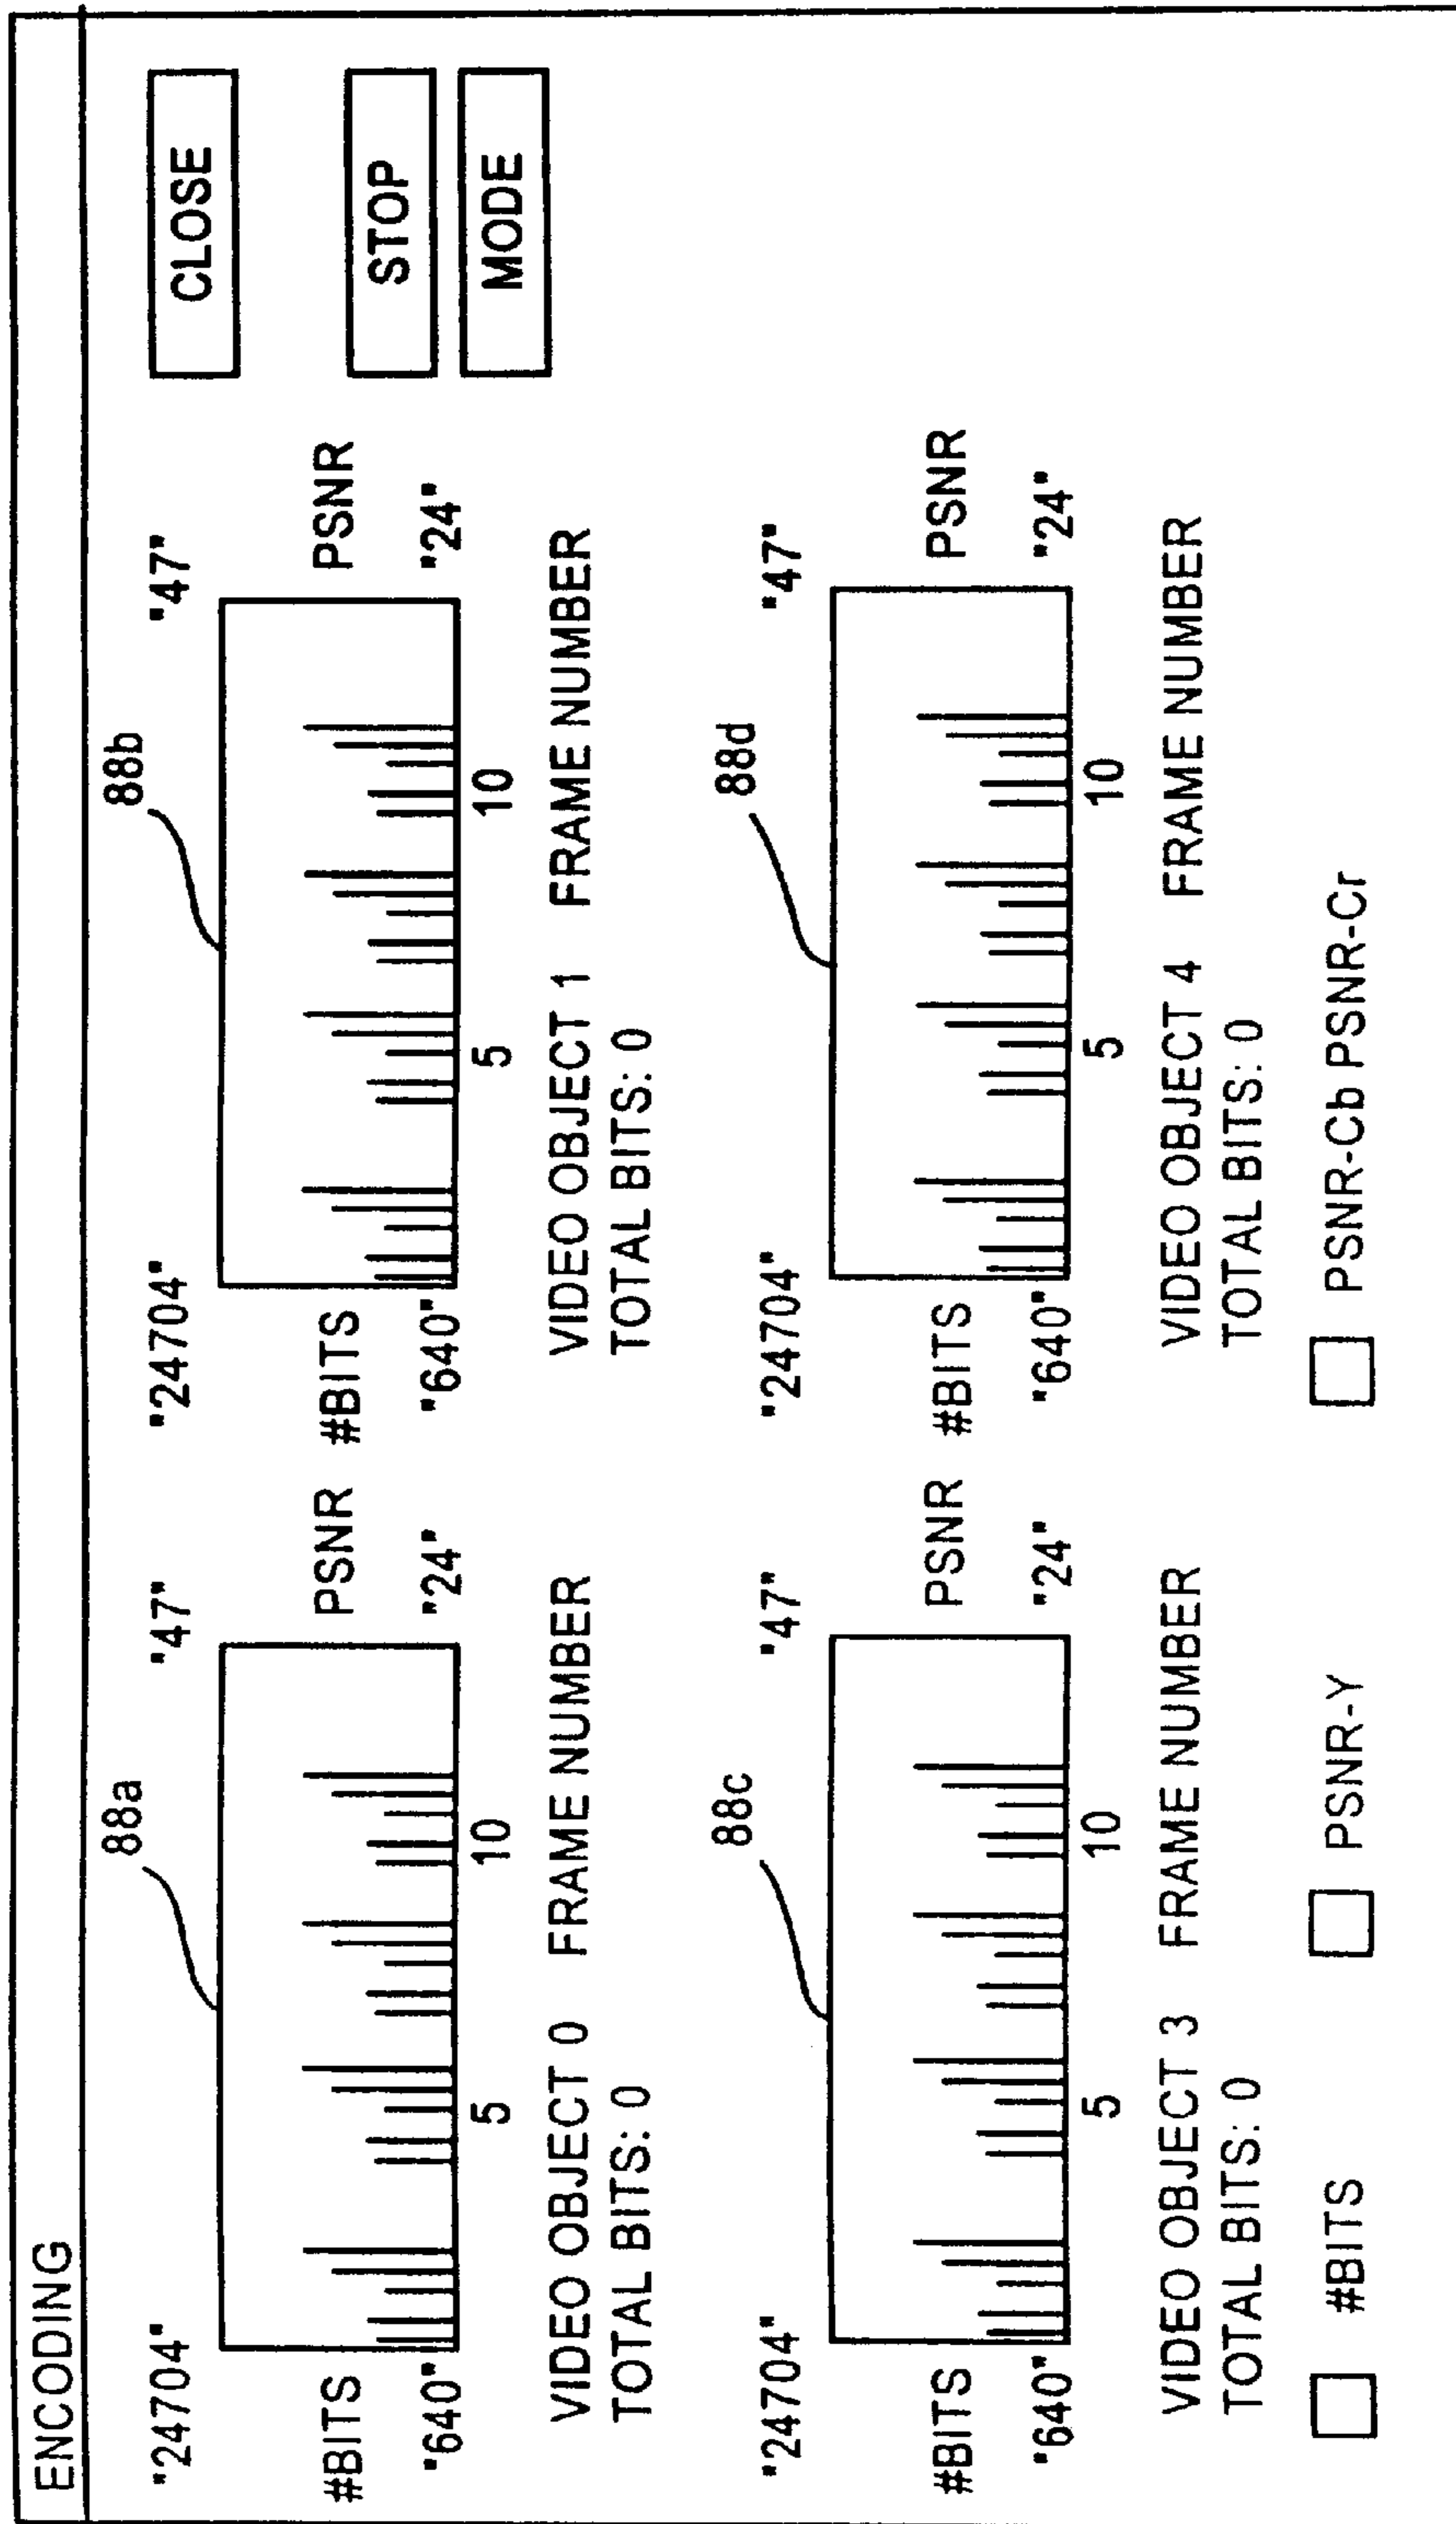 ENCODING
CLOSE
STOP
MODE
88a
"24704"
"47"
#BITS
PSNR
"640"
"24"
5
10
VIDEO OBJECT 0 FRAME NUMBER
TOTAL BITS: 0
88b
"24704"
"47"
#BITS
PSNR
"640"
"24"
5
10
VIDEO OBJECT 1 FRAME NUMBER
TOTAL BITS: 0
88c
"24704"
"47"
#BITS
PSNR
"640"
"24"
5
10
VIDEO OBJECT 3 FRAME NUMBER
TOTAL BITS: 0
88d
"24704"
"47"
#BITS
PSNR
"640"
"24"
5
10
VIDEO OBJECT 4 FRAME NUMBER
TOTAL BITS: 0
#BITS
PSNR-Y
PSNR-Cb PSNR-Cr